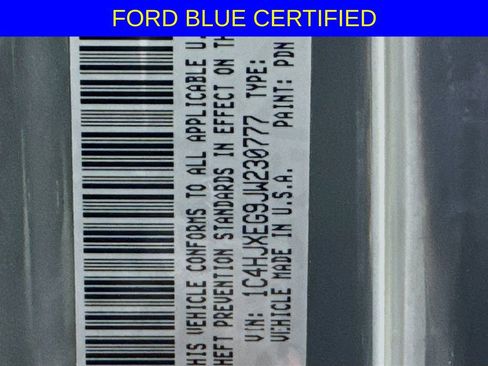 FORD BLUE CERTIFIED
HIS VEHICLE CONFORMS TO ALL APPLICABLE U.
HEFT PREVENTION STANDARDS IN EFFECT ON TH
VIN: 1C4HJXEG9JW230777 TYPE:
VEHICLE MADE IN U.S.A. PAINT: PDN